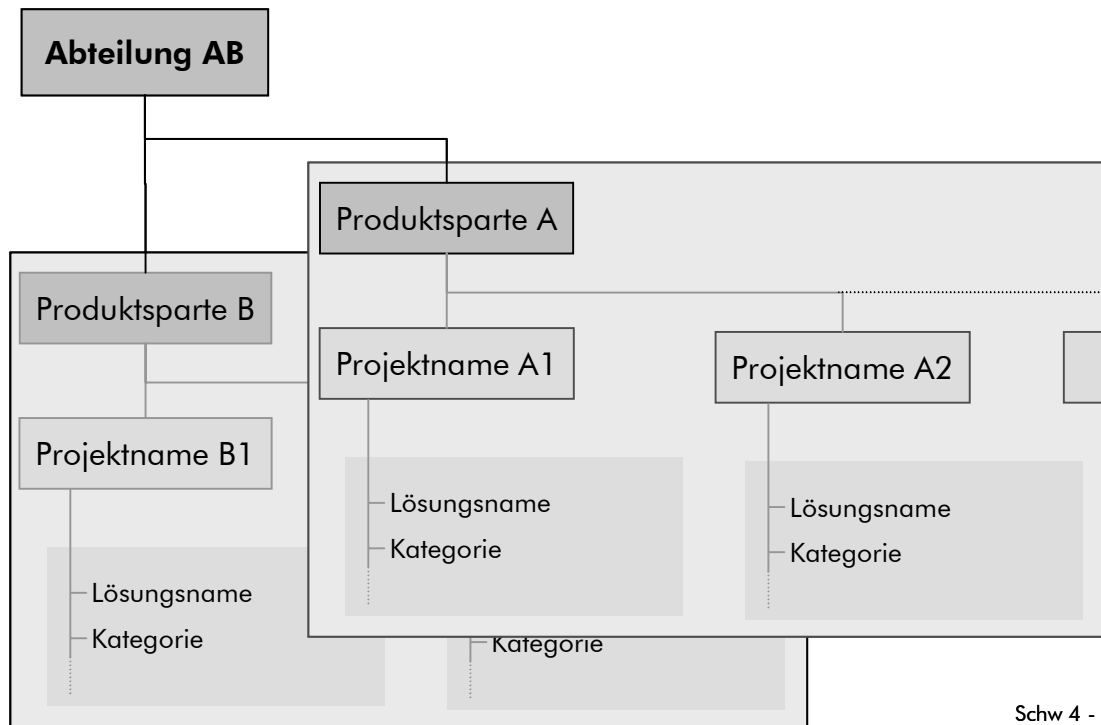 Abteilung AB
Produktsparte A
Produktsparte B
Projektname A1
Projektname A2
Projektname B1
Lösungsname
Kategorie
Lösungsname
Kategorie
Lösungsname
Kategorie
Kategorie
Schw 4 -